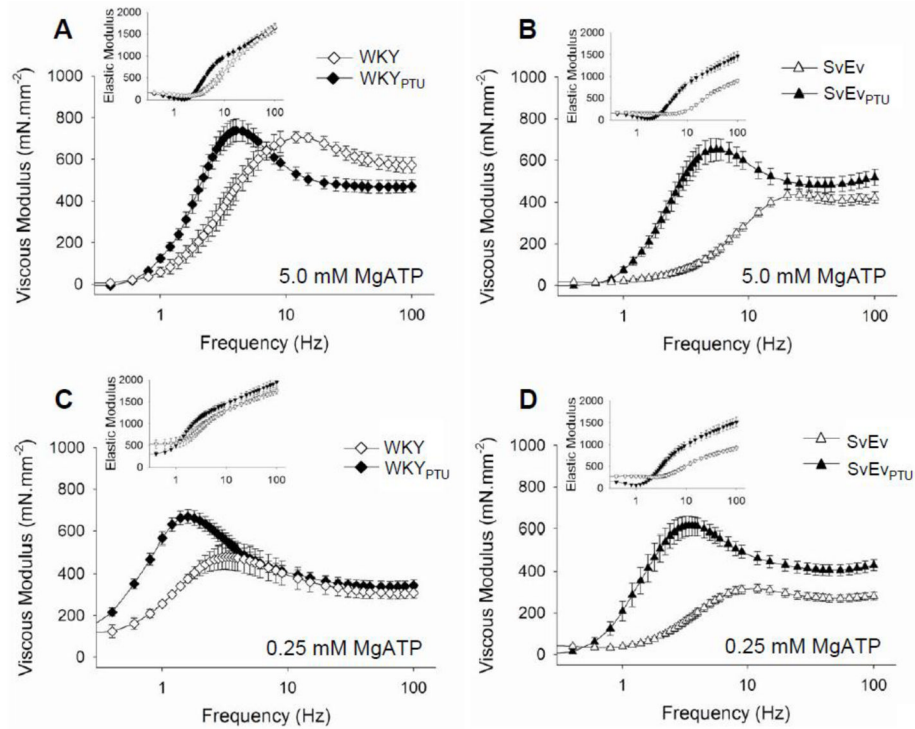 A
Elastic Modulus
2000
1500
1000
500
0
1
10
100
WKY
WKYPTU
Viscous Modulus (mN.mm-2)
1000
800
600
400
200
0
5.0 mM MgATP
1
10
100
Frequency (Hz)
B
Elastic Modulus
2000
1500
1000
500
0
1
10
100
SvEv
SvEvPTU
Viscous Modulus (mN.mm-2)
1000
800
600
400
200
0
5.0 mM MgATP
1
10
100
Frequency (Hz)
C
Elastic Modulus
2000
1500
1000
500
0
1
10
100
WKY
WKYPTU
Viscous Modulus (mN.mm-2)
1000
800
600
400
200
0
0.25 mM MgATP
1
10
100
Frequency (Hz)
D
Elastic Modulus
2000
1500
1000
500
0
1
10
100
SvEv
SvEvPTU
Viscous Modulus (mN.mm-2)
1000
800
600
400
200
0
0.25 mM MgATP
1
10
100
Frequency (Hz)